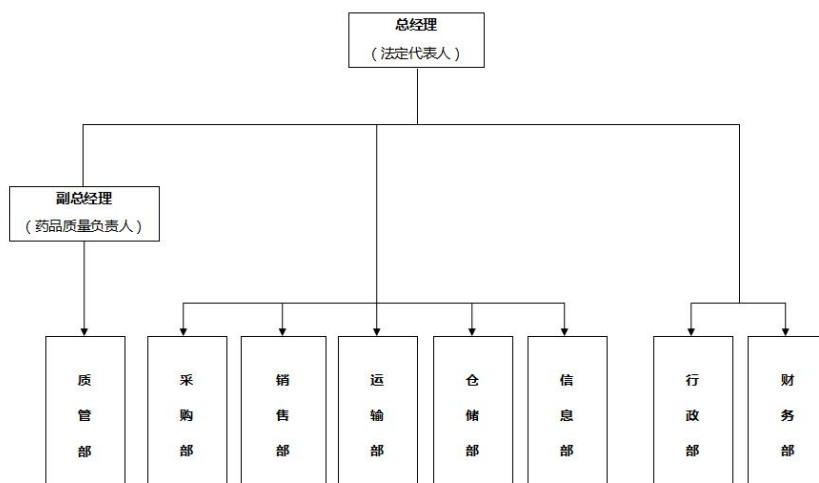 总经理
（法定代表人）
副总经理
（药品质量负责人）
质管部
采购部
销售部
运输部
仓储部
信息部
行政部
财务部